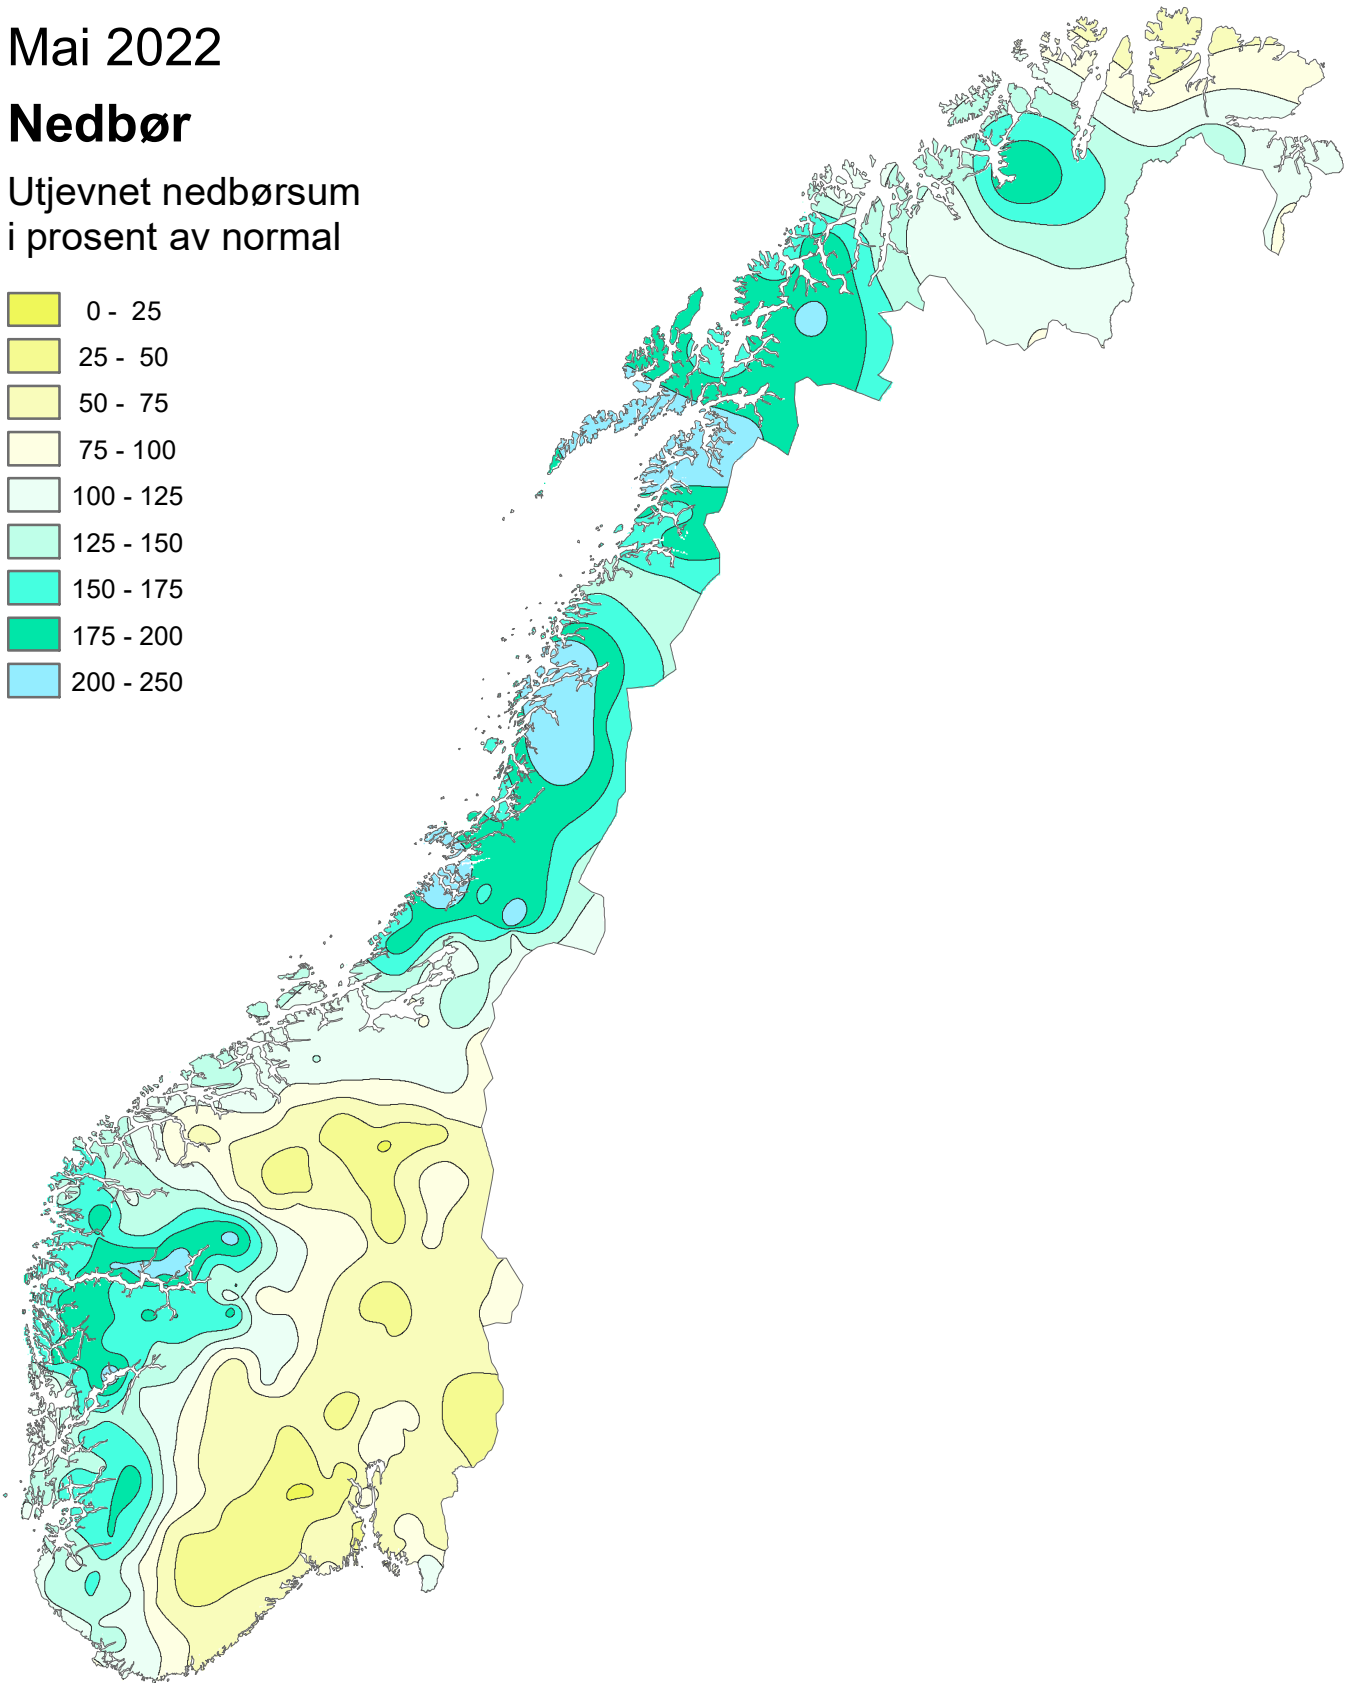 Mai 2022
Nedbør
Utjevnet nedbørsum
i prosent av normal
0 - 25
25 - 50
50 - 75
75 - 100
100 - 125
125 - 150
150 - 175
175 - 200
200 - 250